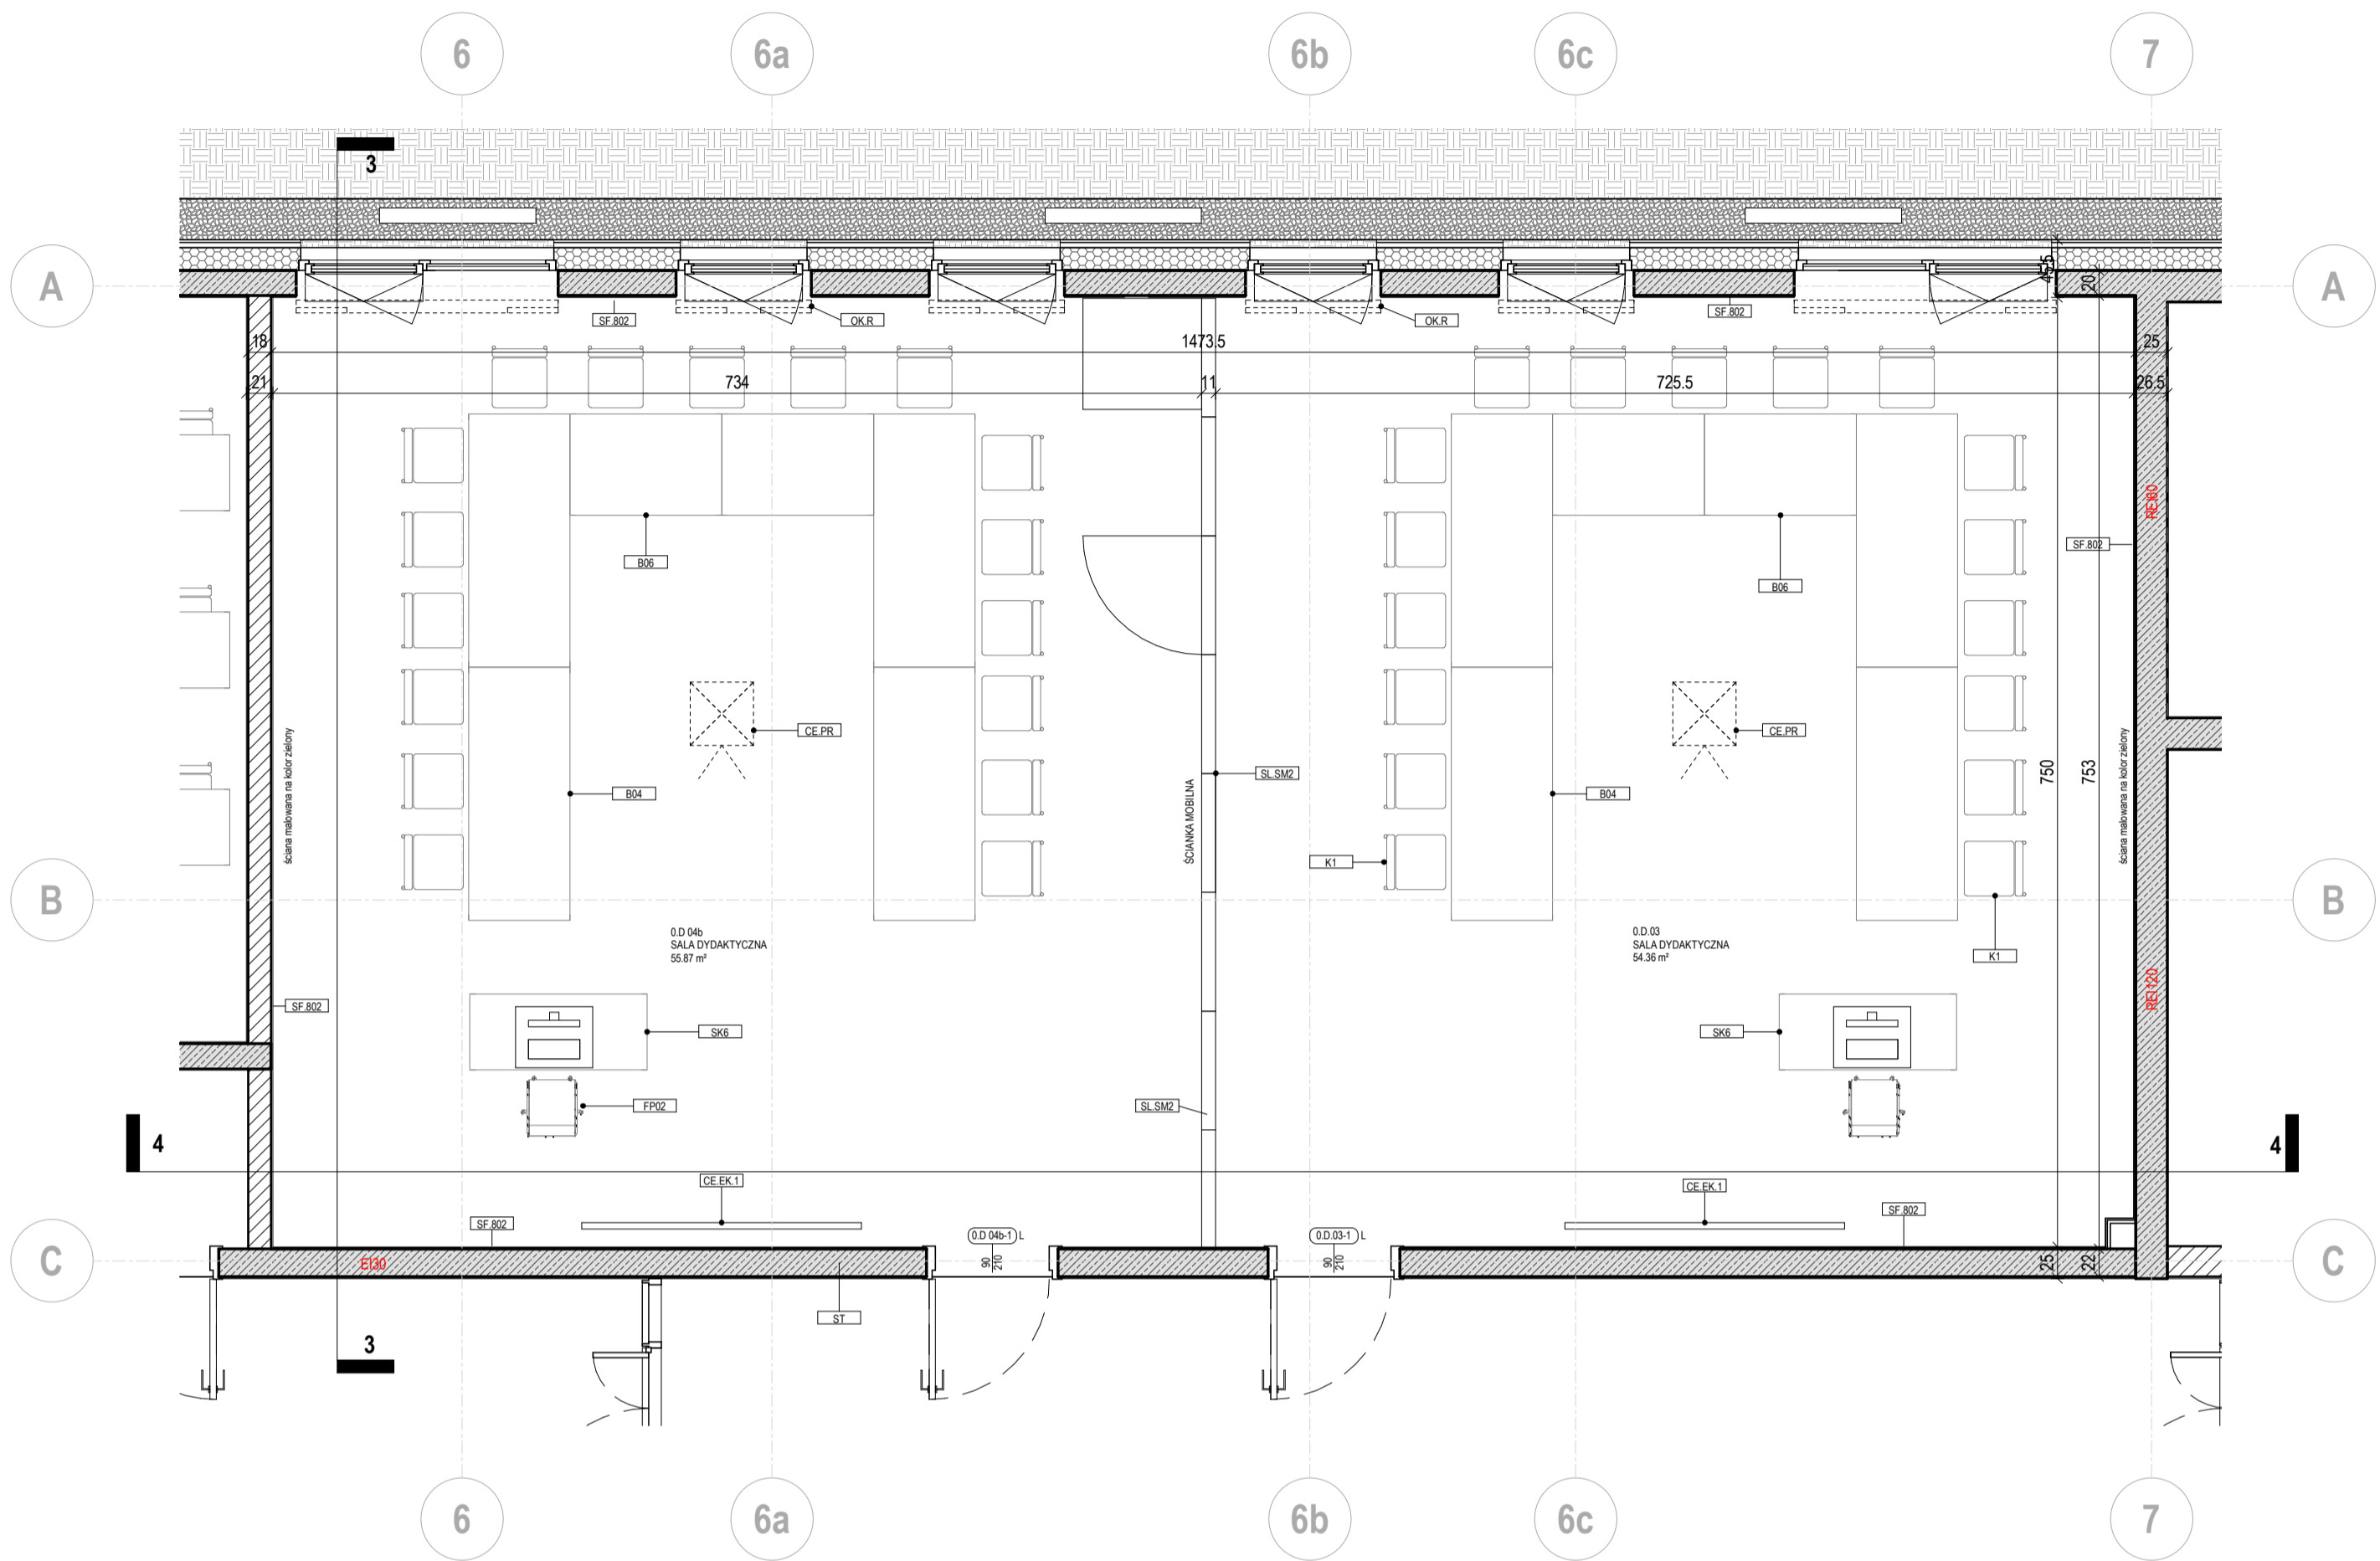 6 6a 6b 6c 7
3
A A
45.5 20
SF.802 OK.R OK.R SF.802
18 1473.5 25
21 734 11 725.5 26.5
REI 60
SF.802
B06 B06
CE.PR CE.PR
ściana malowana na kolor zielony
ŚCIANKA MOBILNA
SL.SM2
750 753
ściana malowana na kolor zielony
B04 B04
K1
B B
0.D 04b
SALA DYDAKTYCZNA
55.87 m²
0.D.03
SALA DYDAKTYCZNA
54.36 m²
K1
REI 120
SF.802
SK6 SK6
FP02 SL.SM2
4 4
CE.EK.1 CE.EK.1
SF.802 SF.802
0.D 04b-1 L
90
210
0.D.03-1 L
90
210
C C
EI30
25 22
ST
3
6 6a 6b 6c 7